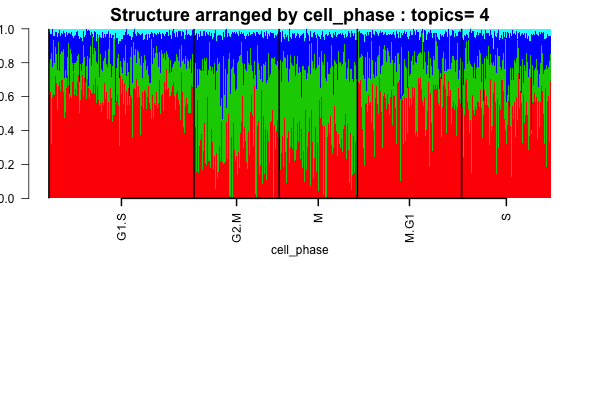 Structure arranged by cell_phase : topics= 4
1.0
0.8
0.6
0.4
0.2
0.0
G1.S
G2.M
M
M.G1
S
cell_phase